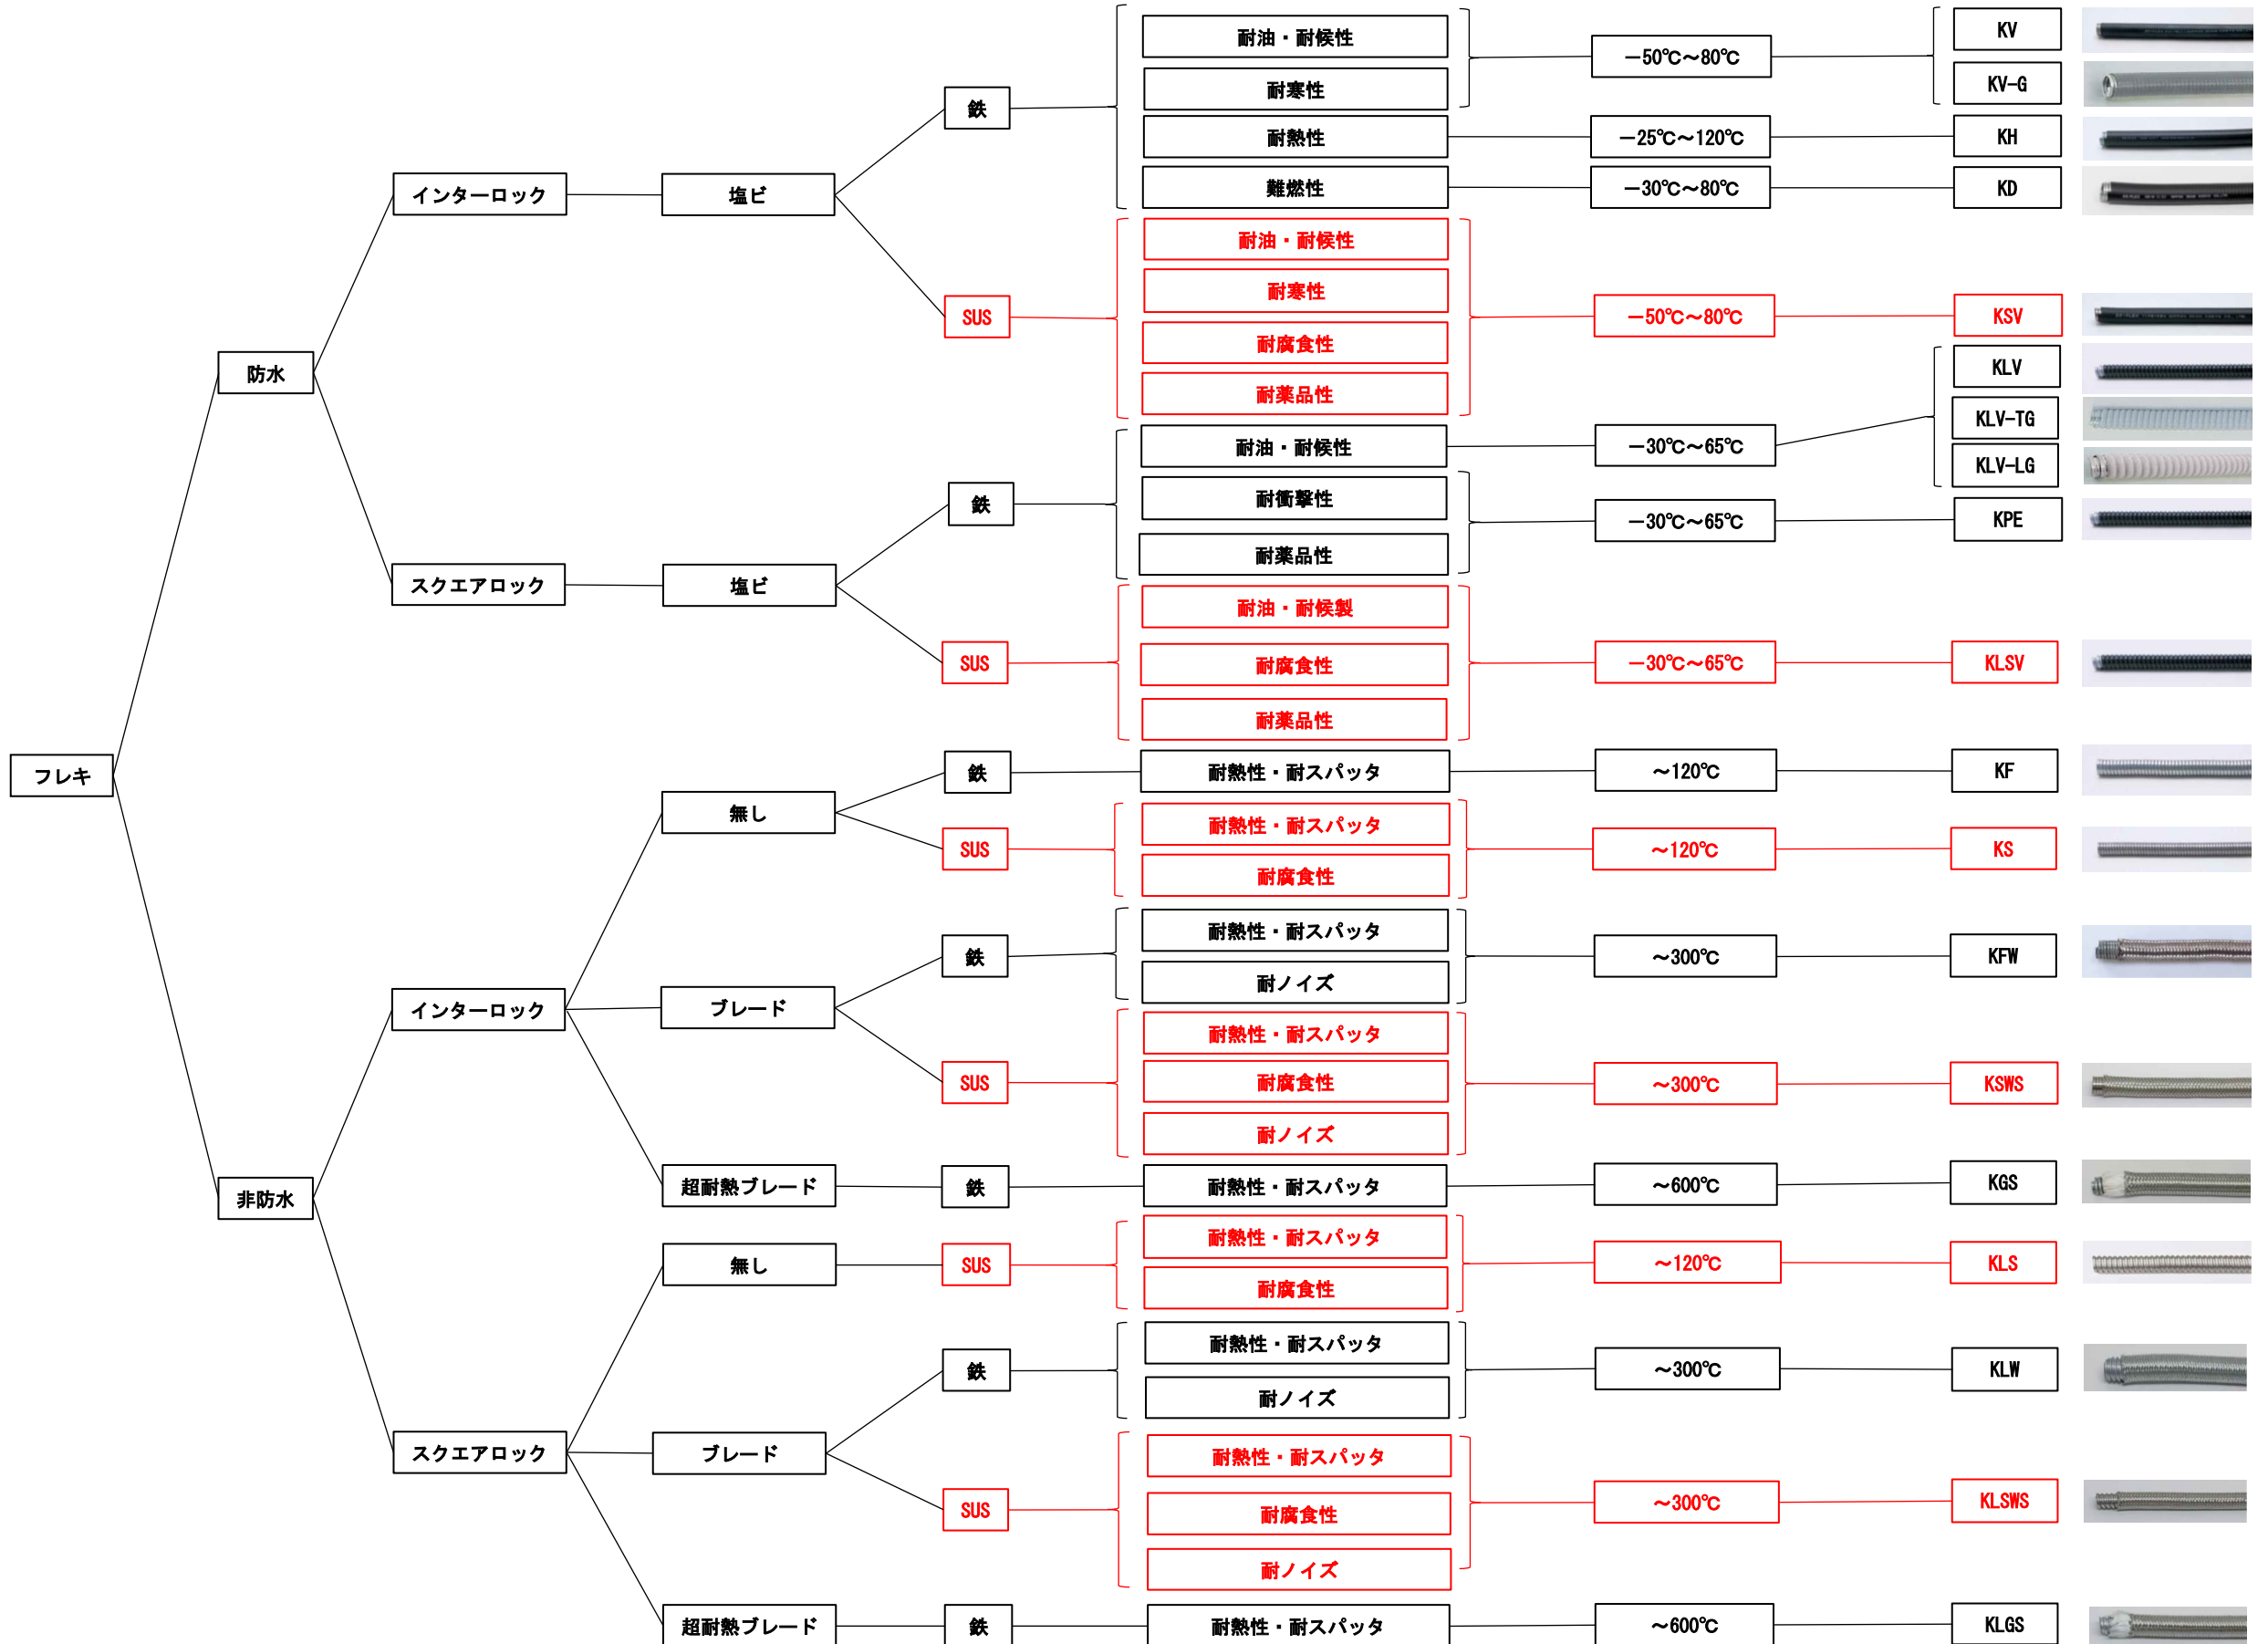 フレキ
防水
インターロック
塩ビ
鉄
耐油・耐候性
耐寒性
－50℃～80℃
KV
KV-G
耐熱性
－25℃～120℃
KH
難燃性
－30℃～80℃
KD
SUS
耐油・耐候性
耐寒性
耐腐食性
耐薬品性
－50℃～80℃
KSV
スクエアロック
塩ビ
鉄
耐油・耐候性
－30℃～65℃
KLV
KLV-TG
KLV-LG
耐衝撃性
耐薬品性
－30℃～65℃
KPE
SUS
耐油・耐候製
耐腐食性
耐薬品性
－30℃～65℃
KLSV
非防水
インターロック
無し
鉄
耐熱性・耐スパッタ
～120℃
KF
SUS
耐熱性・耐スパッタ
耐腐食性
～120℃
KS
ブレード
鉄
耐熱性・耐スパッタ
耐ノイズ
～300℃
KFW
SUS
耐熱性・耐スパッタ
耐腐食性
耐ノイズ
～300℃
KSWS
超耐熱ブレード
鉄
耐熱性・耐スパッタ
～600℃
KGS
スクエアロック
無し
SUS
耐熱性・耐スパッタ
耐腐食性
～120℃
KLS
ブレード
鉄
耐熱性・耐スパッタ
耐ノイズ
～300℃
KLW
SUS
耐熱性・耐スパッタ
耐腐食性
耐ノイズ
～300℃
KLSWS
超耐熱ブレード
鉄
耐熱性・耐スパッタ
～600℃
KLGS